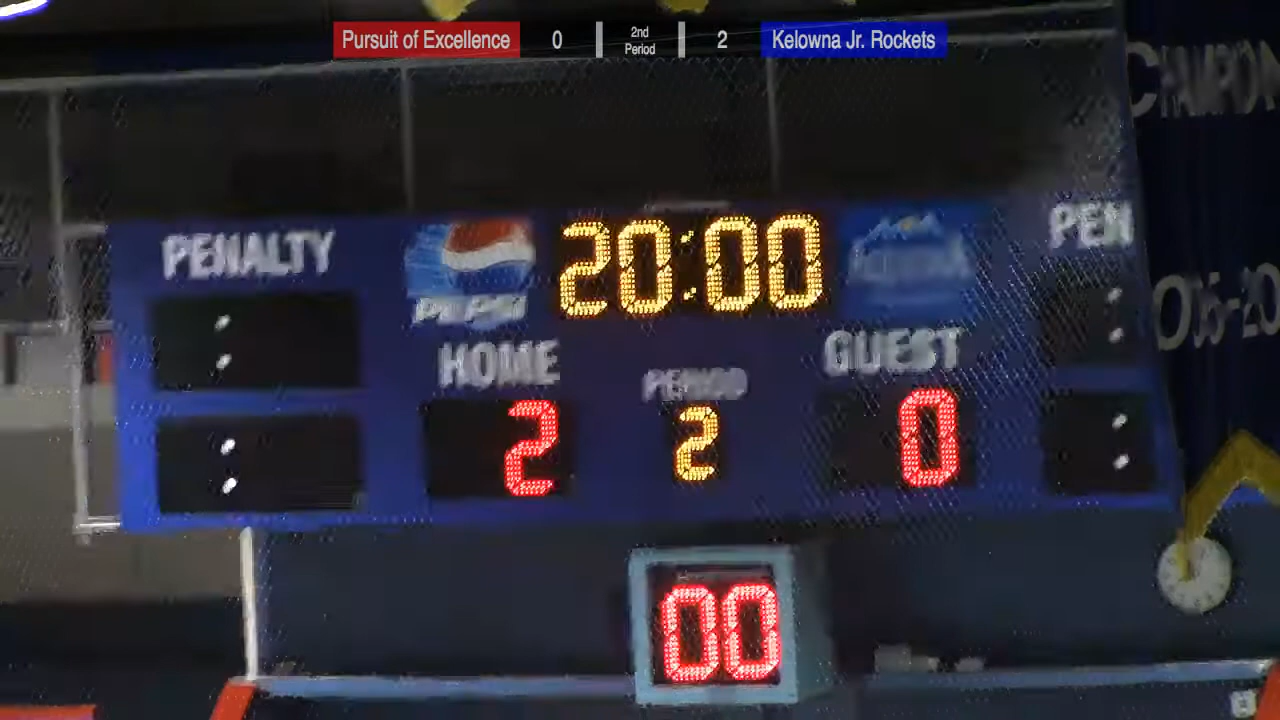 Pursuit of Excellence 0 2nd Period 2 Kelowna Jr. Rockets
CHAMPION
PENALTY
20:00
PEN
PEPSI
HOME
PERIOD
GUEST
2
2
0
00